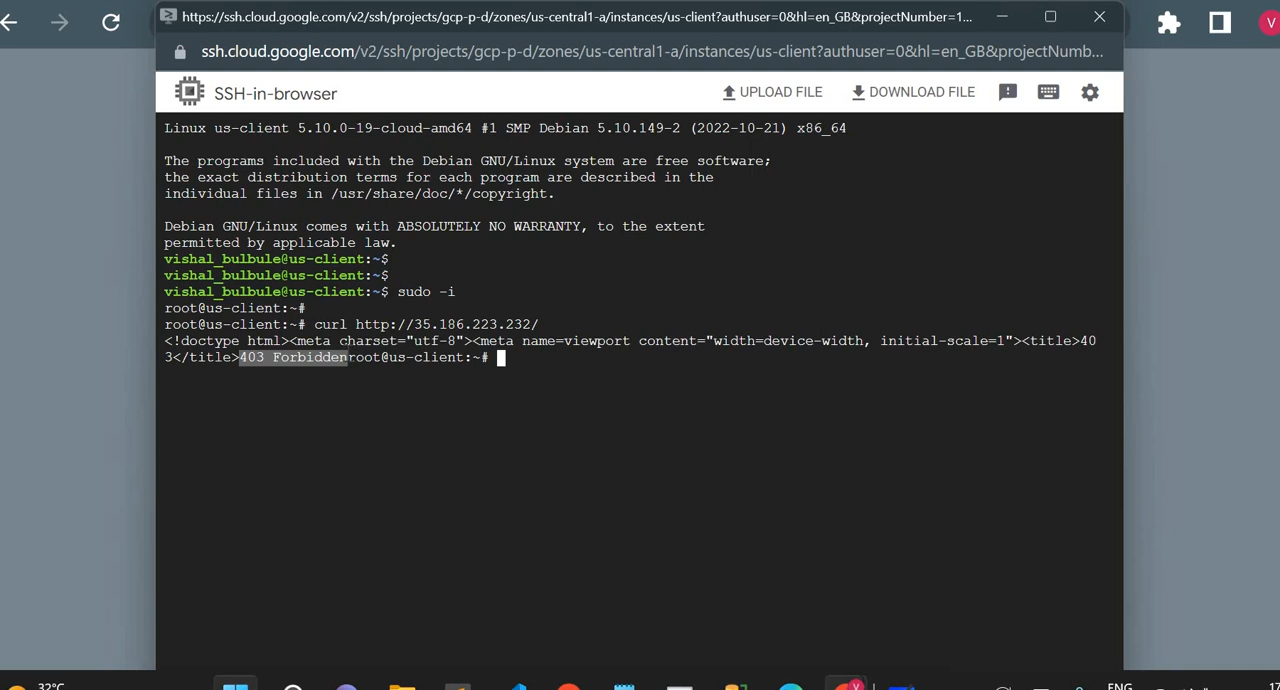 V
https://ssh.cloud.google.com/v2/ssh/projects/gcp-p-d/zones/us-central1-a/instances/us-client?authuser=0&hl=en_GB&projectNumber=1...
ssh.cloud.google.com/v2/ssh/projects/gcp-p-d/zones/us-central1-a/instances/us-client?authuser=0&hl=en_GB&projectNumb...
SSH-in-browser
UPLOAD FILE
DOWNLOAD FILE
Linux us-client 5.10.0-19-cloud-amd64 #1 SMP Debian 5.10.149-2 (2022-10-21) x86_64
The programs included with the Debian GNU/Linux system are free software;
the exact distribution terms for each program are described in the
individual files in /usr/share/doc/*/copyright.
Debian GNU/Linux comes with ABSOLUTELY NO WARRANTY, to the extent
permitted by applicable law.
vishal_bulbule@us-client:~$
vishal_bulbule@us-client:~$
vishal_bulbule@us-client:~$ sudo -i
root@us-client:~#
root@us-client:~# curl http://35.186.223.232/
<!doctype html><meta charset="utf-8"><meta name=viewport content="width=device-width, initial-scale=1"><title>40
3</title>403 Forbiddenroot@us-client:~#
32°C
V
ENG
17